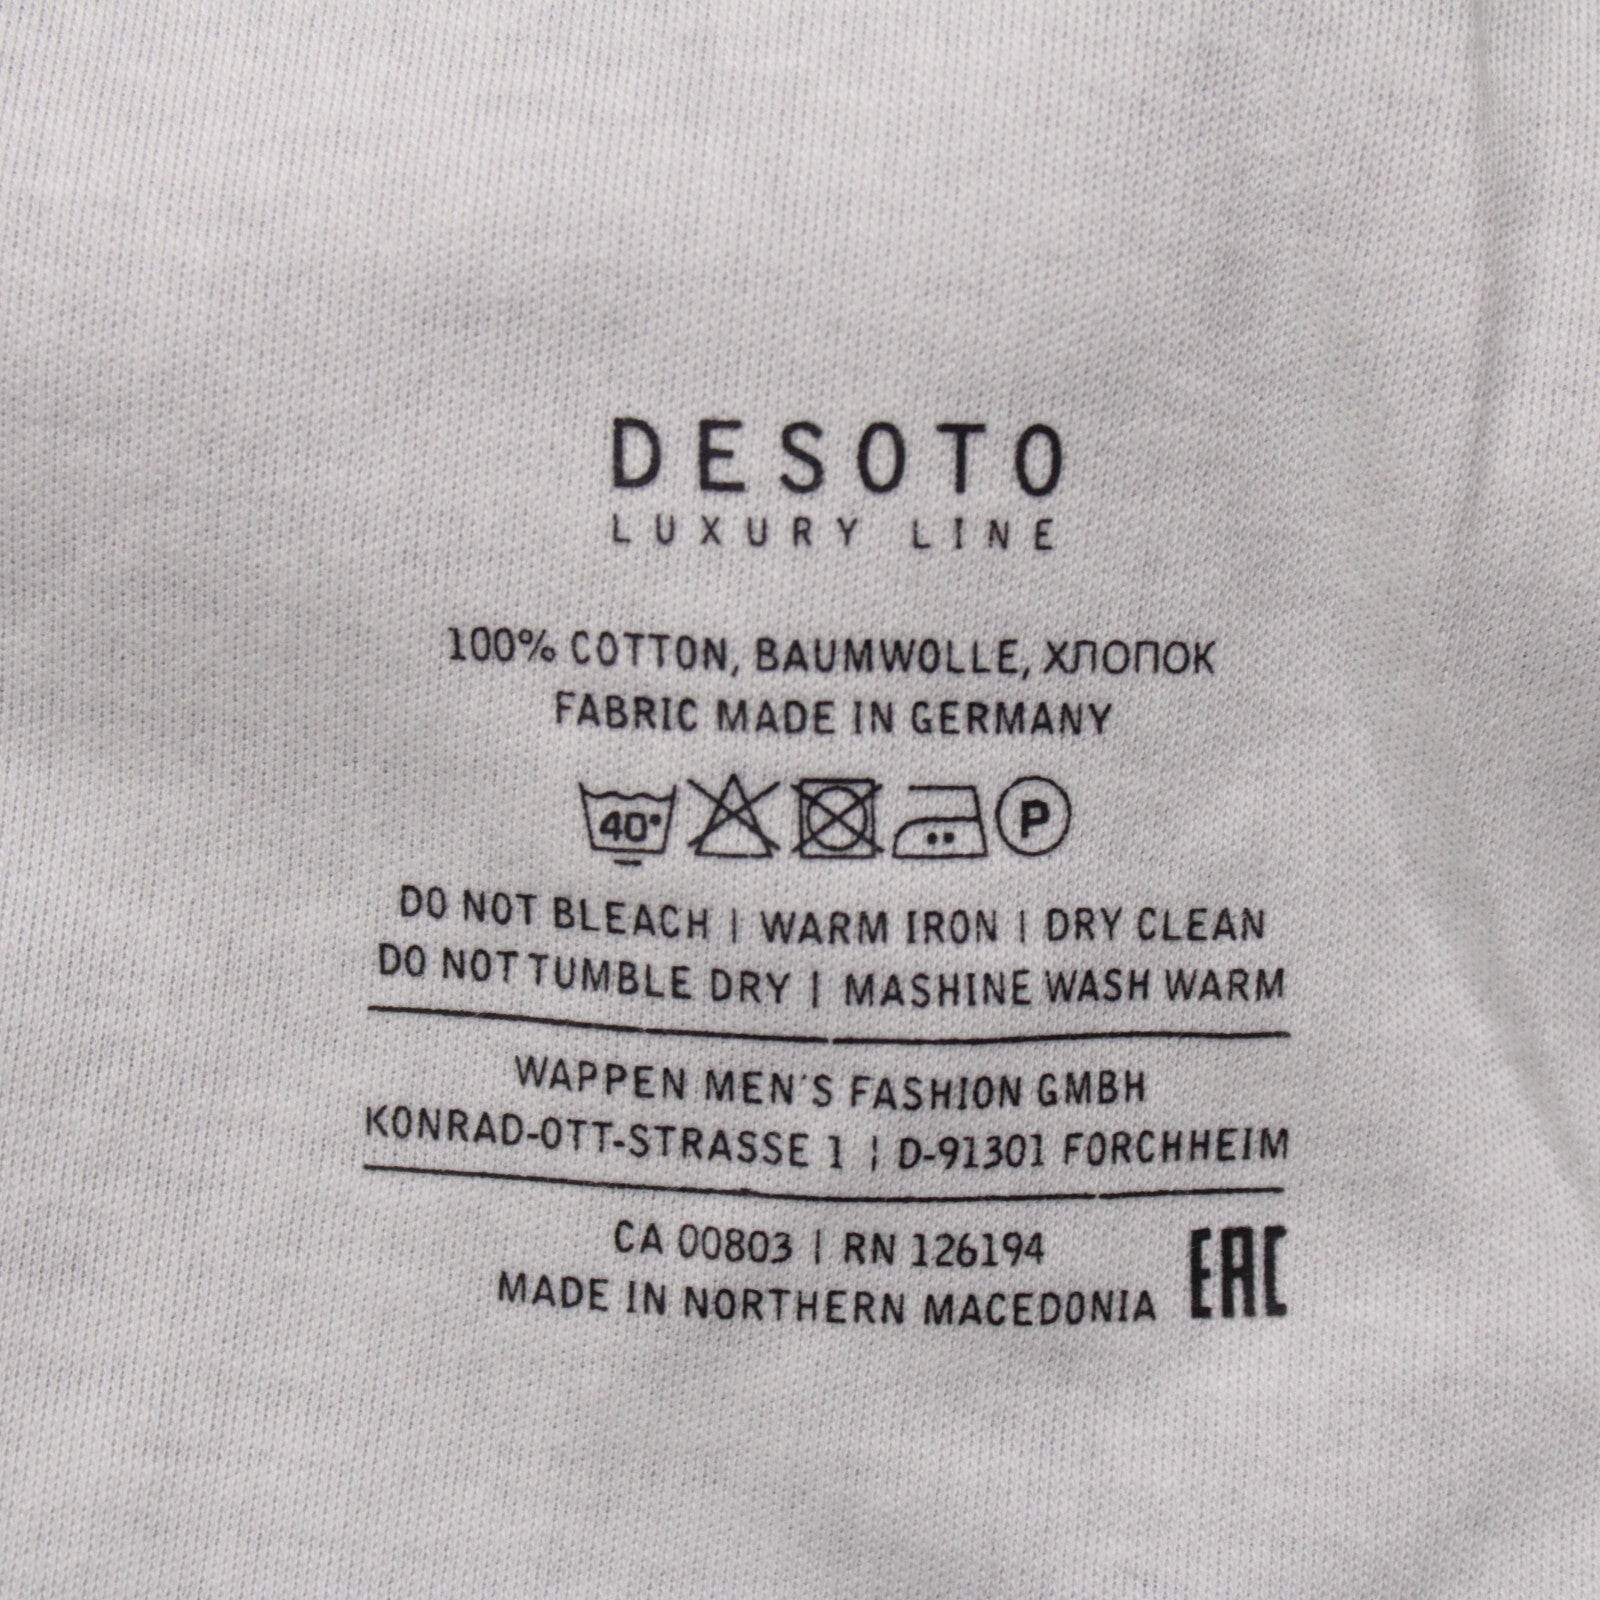 DESOTO
LUXURY LINE
100% COTTON, BAUMWOLLE, ХЛОПОК
FABRIC MADE IN GERMANY
40° P
DO NOT BLEACH | WARM IRON | DRY CLEAN
DO NOT TUMBLE DRY | MASHINE WASH WARM
WAPPEN MEN´S FASHION GMBH
KONRAD-OTT-STRASSE 1 | D-91301 FORCHHEIM
CA 00803 | RN 126194
MADE IN NORTHERN MACEDONIA
EAC